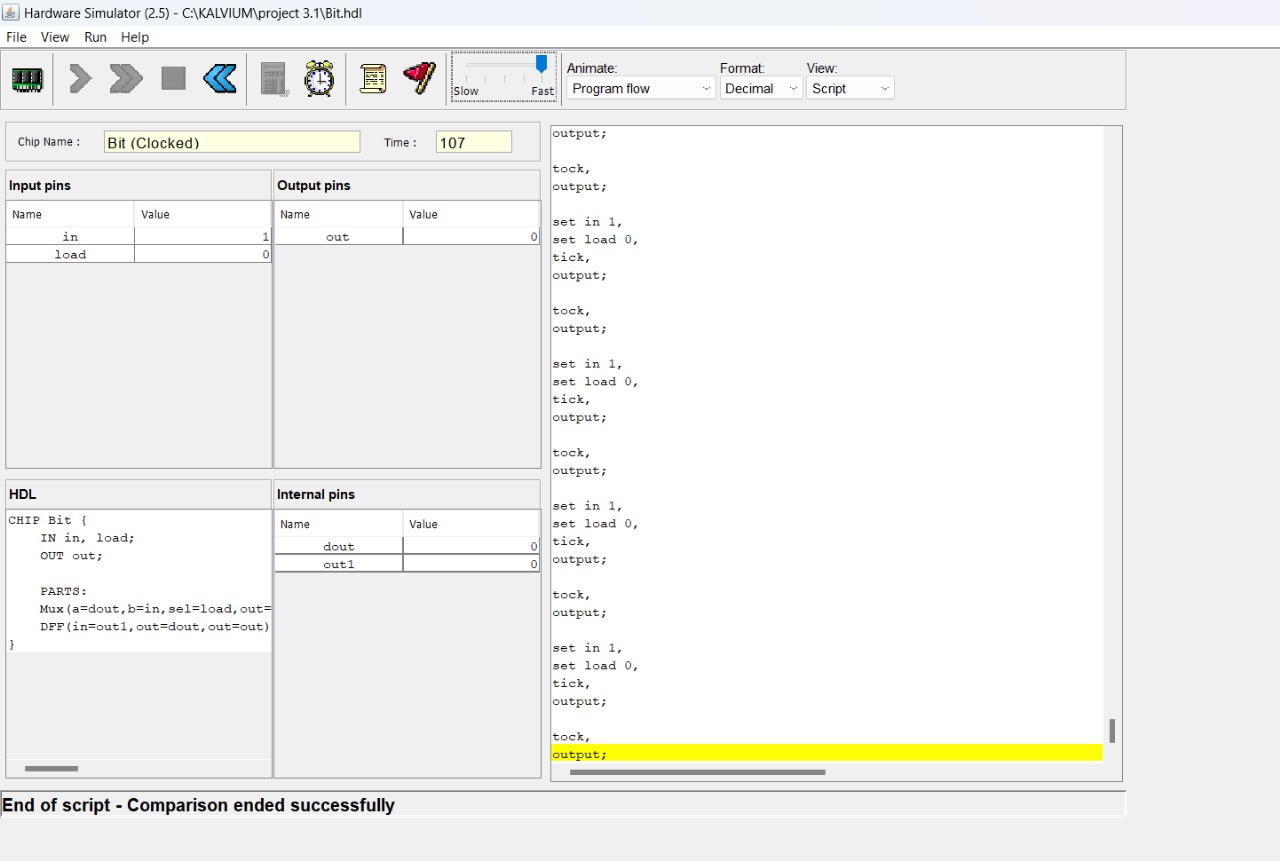 Hardware Simulator (2.5) - C:\KALVIUM\project 3.1\Bit.hdl
File View Run Help
Slow Fast
Animate: Format: View:
Program flow Decimal Script
Chip Name : Bit (Clocked) Time : 107
Input pins
Name Value
in 1
load 0
Output pins
Name Value
out 0
HDL
CHIP Bit {
IN in, load;
OUT out;
PARTS:
Mux(a=dout,b=in,sel=load,out=
DFF(in=out1,out=dout,out=out)
}
Internal pins
Name Value
dout 0
out1 0
output;
tock,
output;
set in 1,
set load 0,
tick,
output;
tock,
output;
set in 1,
set load 0,
tick,
output;
tock,
output;
set in 1,
set load 0,
tick,
output;
tock,
output;
set in 1,
set load 0,
tick,
output;
tock,
output;
End of script - Comparison ended successfully